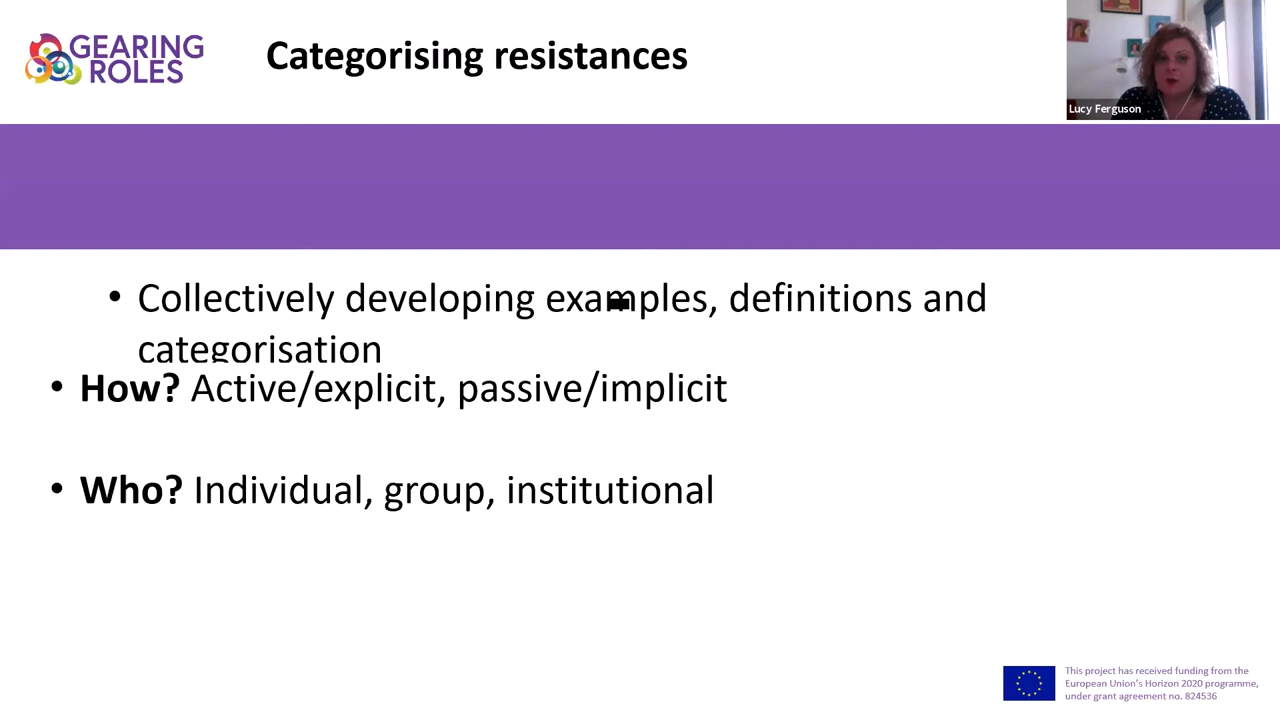 GEARING
ROLES
Categorising resistances
Lucy Ferguson
• Collectively developing examples, definitions and
categorisation
• How? Active/explicit, passive/implicit
• Who? Individual, group, institutional
This project has received funding from the
European Union's Horizon 2020 programme,
under grant agreement no. 824536